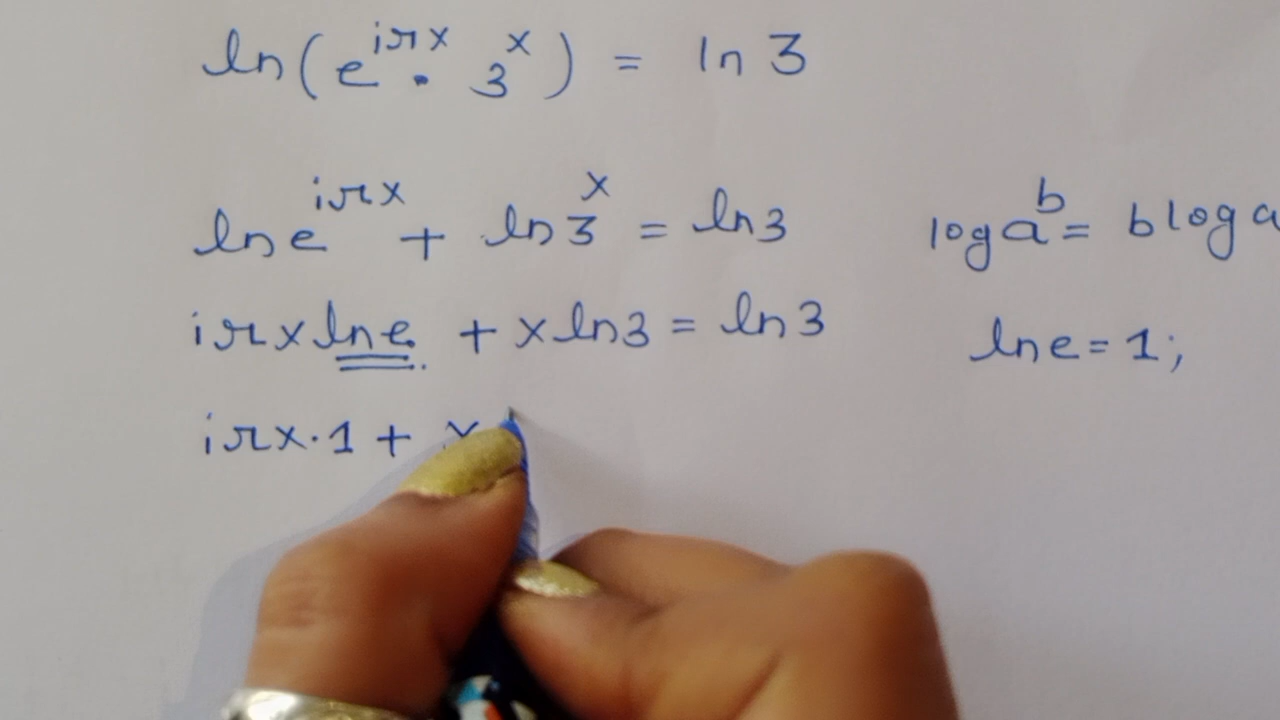 ln(e^{iπx} · 3^x) = ln 3
ln e^{iπx} + ln 3^x = ln 3
log a^b = b log a
iπx ln e + x ln 3 = ln 3
ln e = 1;
iπx · 1 + x